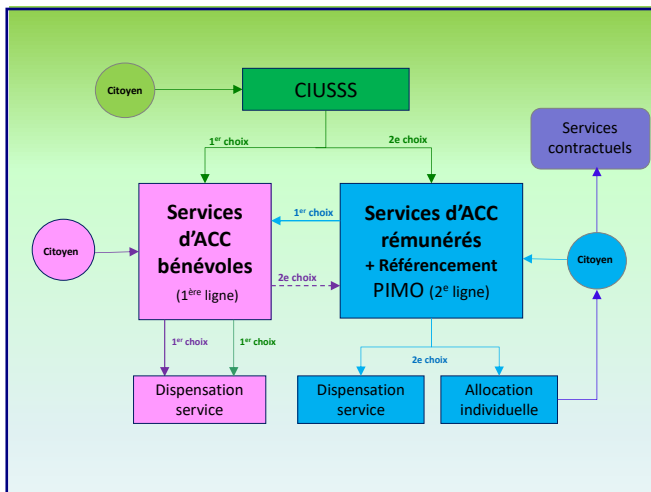 Citoyen
CIUSSS
1er choix
2e choix
Services
contractuels
Services
d'ACC
bénévoles
(1ère ligne)
1er choix
Services d'ACC
rémunérés
+ Référencement
PIMO (2e ligne)
Citoyen
Citoyen
2e choix
1er choix
1er choix
2e choix
Dispensation
service
Dispensation
service
Allocation
individuelle